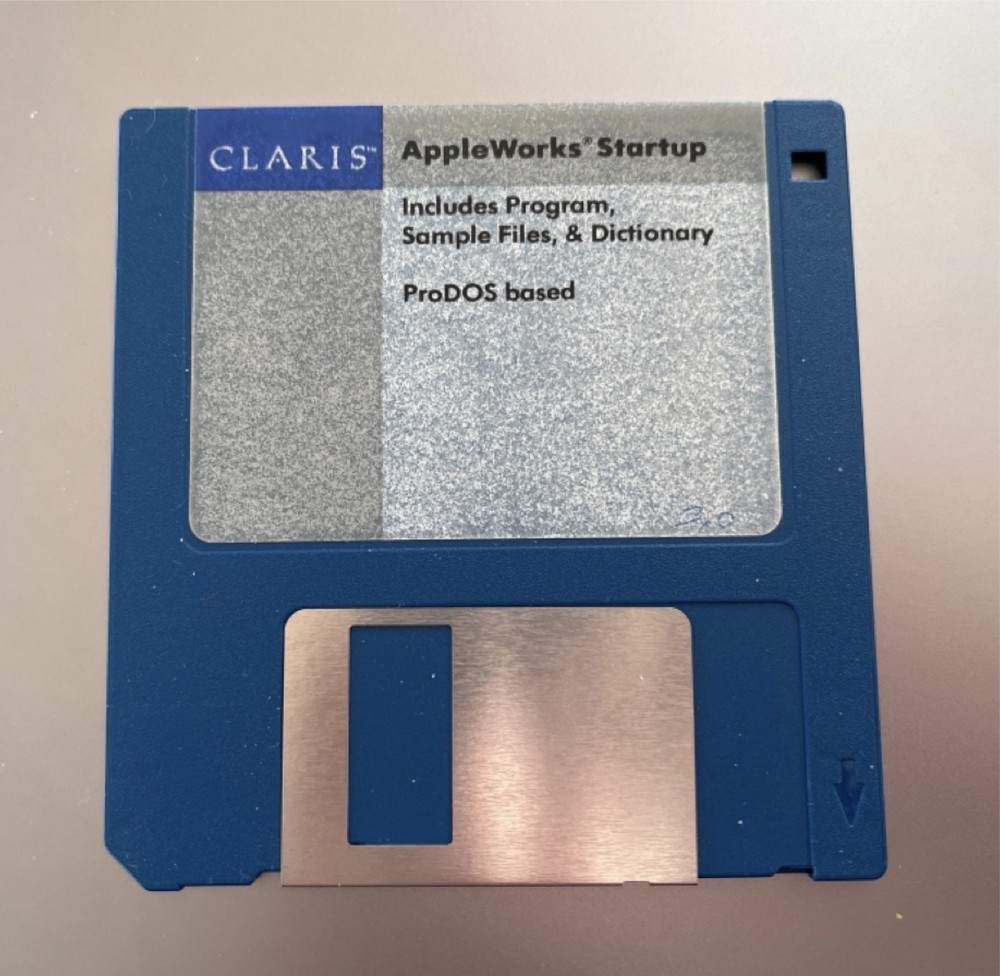 CLARIS™
AppleWorks® Startup
Includes Program,
Sample Files, & Dictionary
ProDOS based
3.0